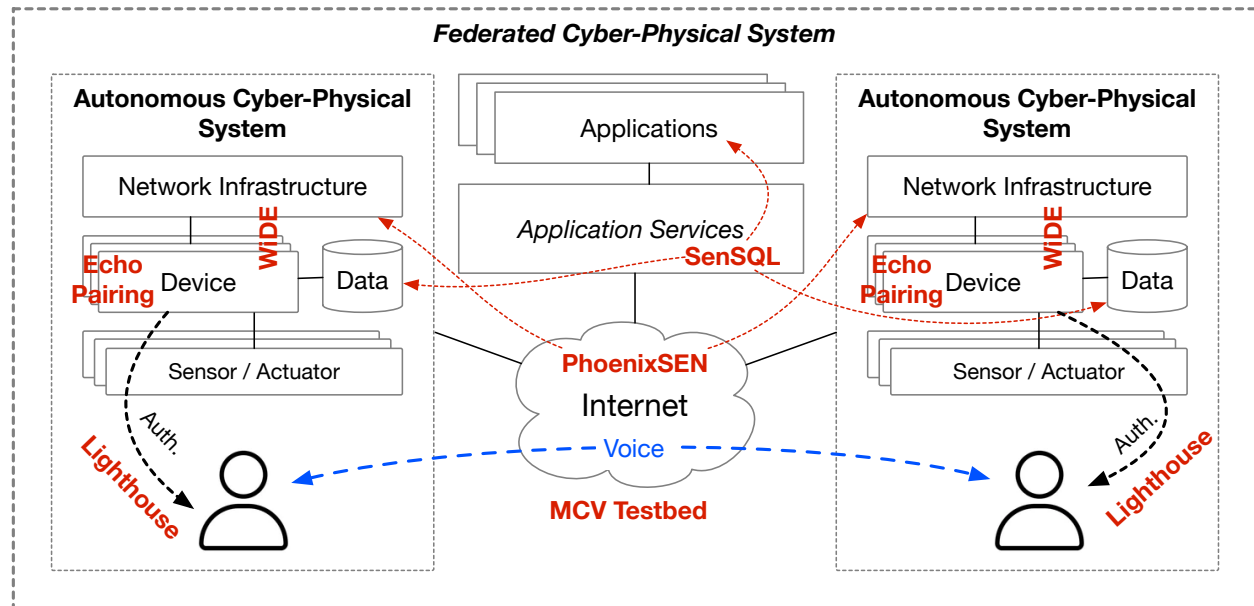 Federated Cyber-Physical System
Autonomous Cyber-Physical
System
Network Infrastructure
WiDE
Echo
Pairing
Device
Data
Sensor / Actuator
Auth.
Lighthouse
Applications
Application Services
SenSQL
PhoenixSEN
Internet
Voice
MCV Testbed
Autonomous Cyber-Physical
System
Network Infrastructure
WiDE
Echo
Pairing
Device
Data
Sensor / Actuator
Auth.
Lighthouse